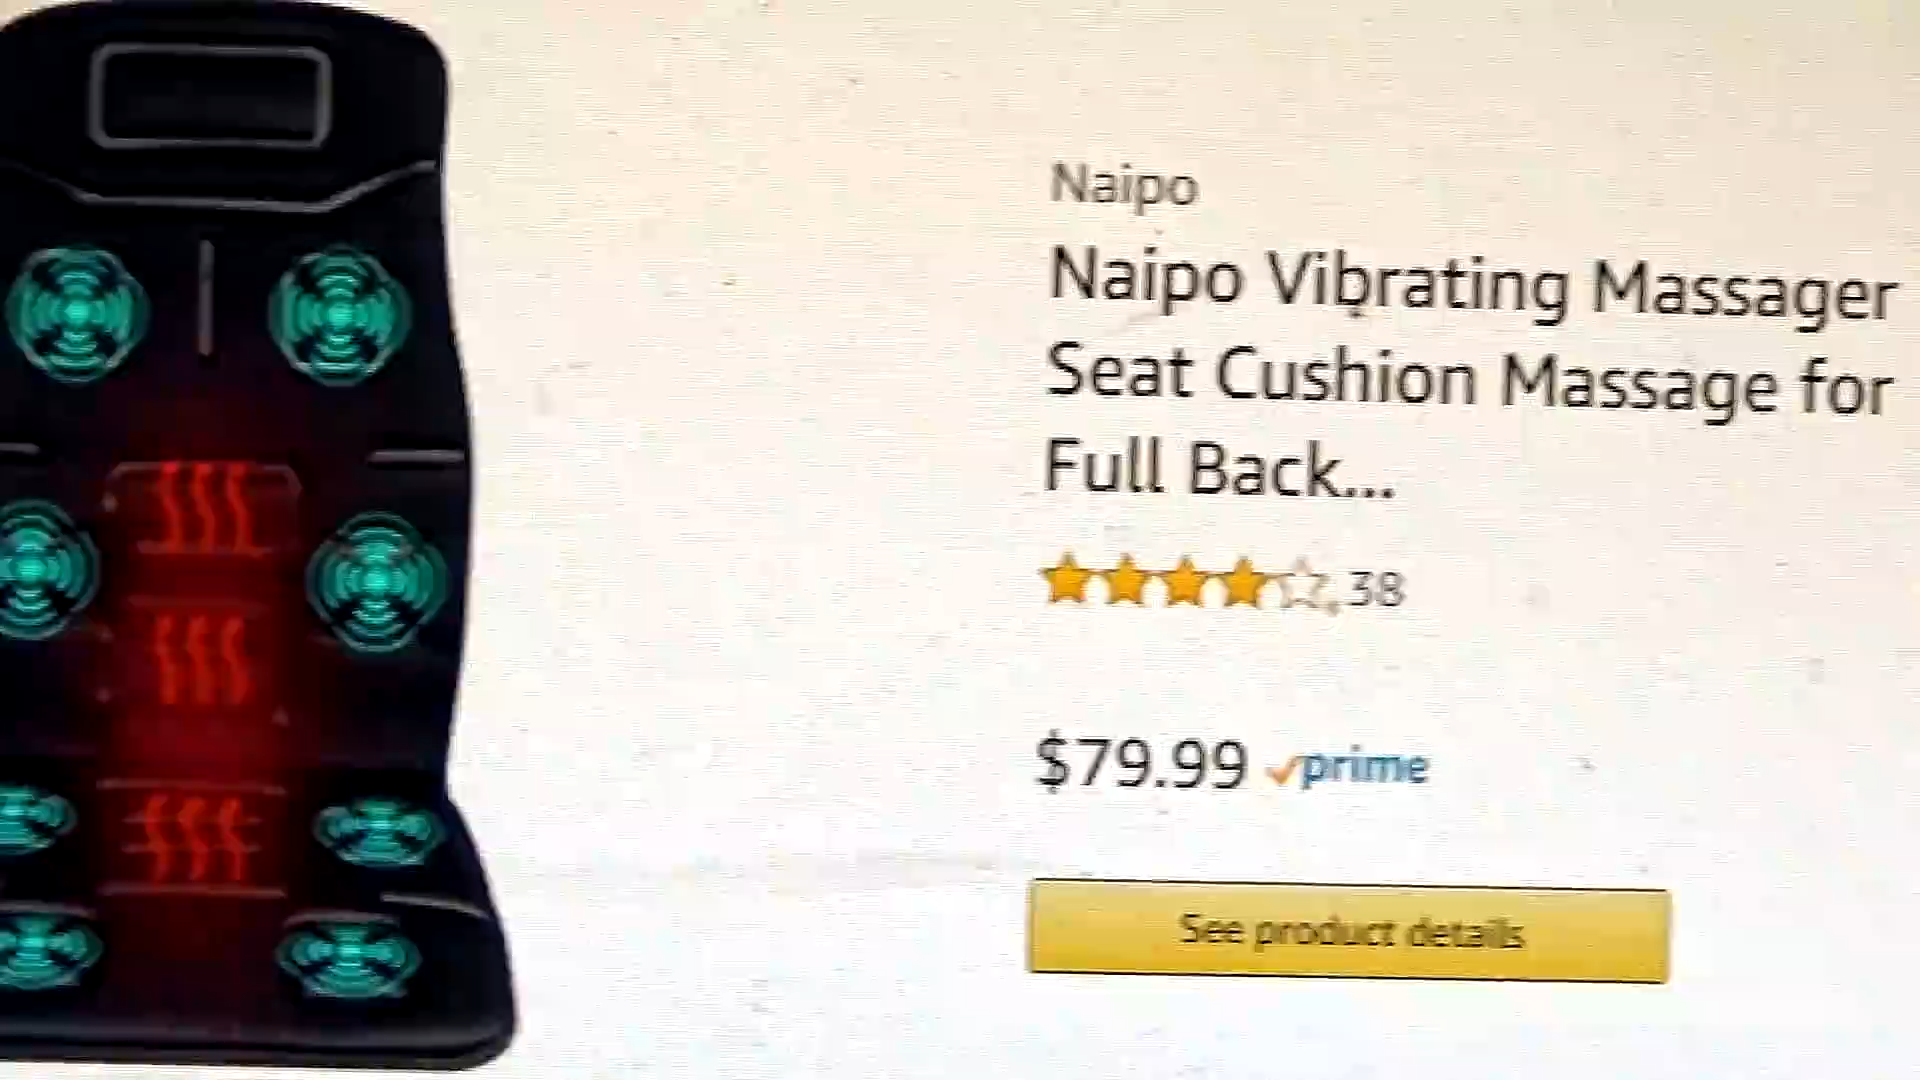 Naipo
Naipo Vibrating Massager
Seat Cushion Massage for
Full Back...
38
$79.99 prime
See product details